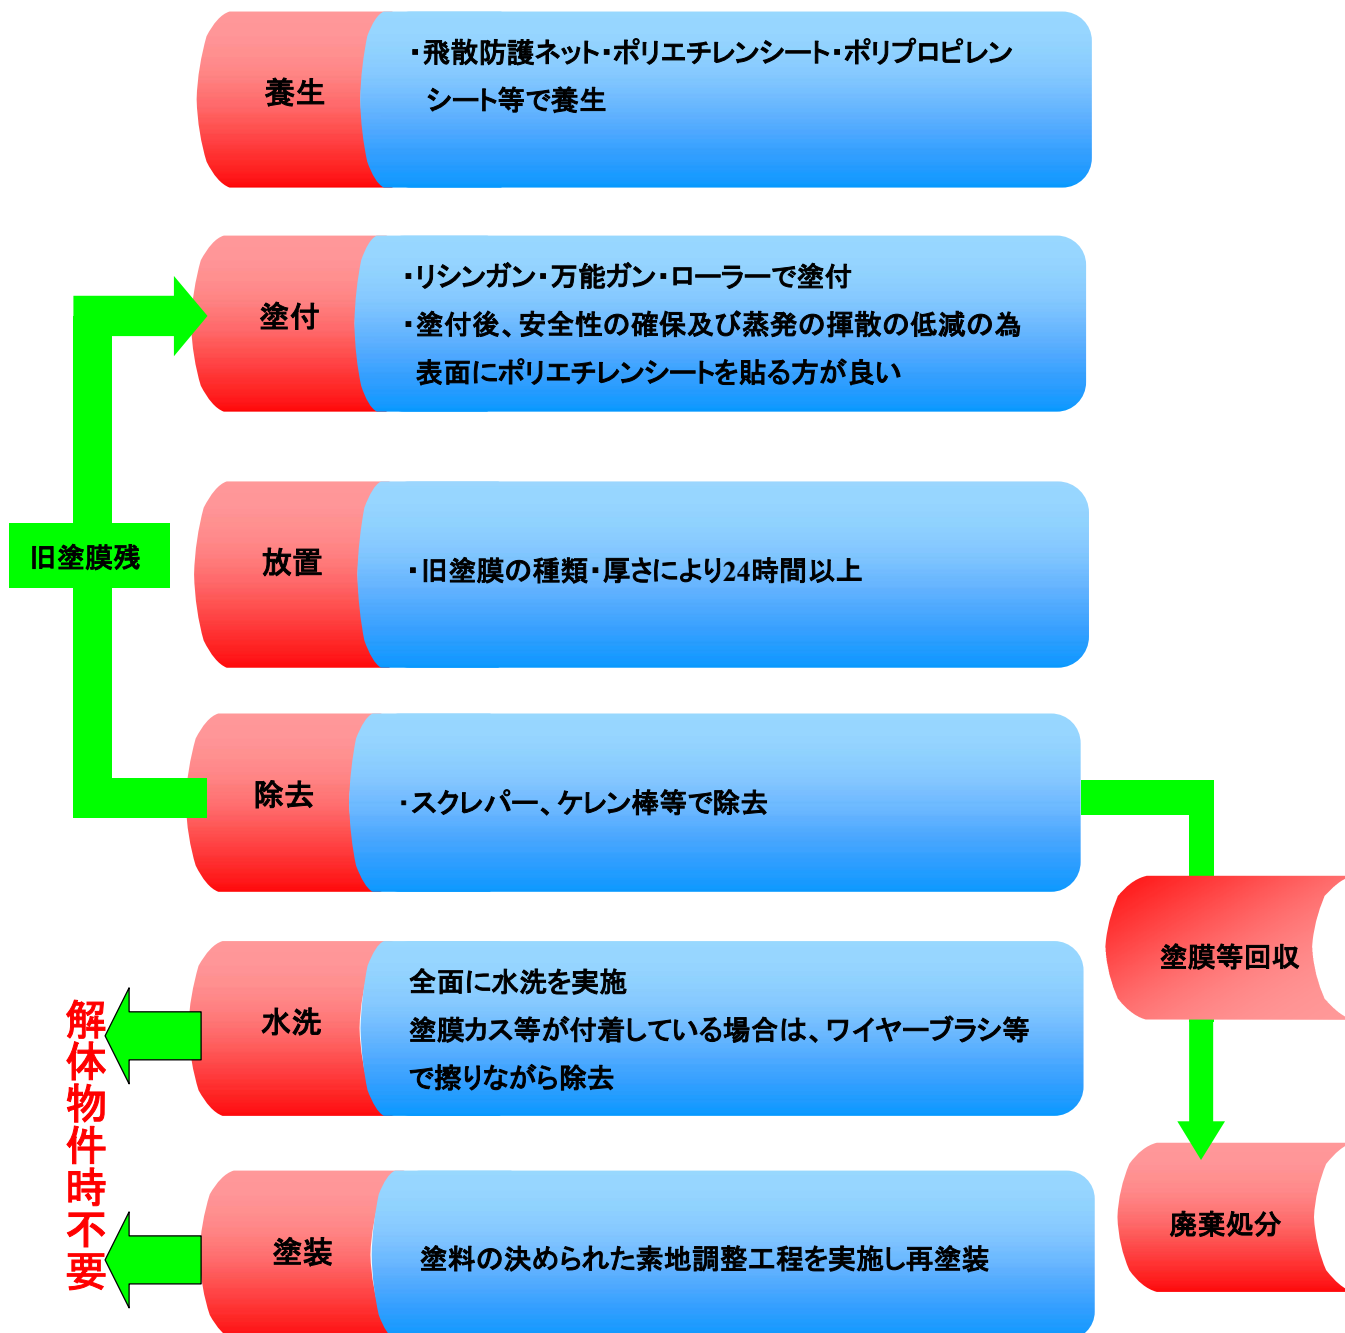 養生
・飛散防護ネット・ポリエチレンシート・ポリプロピレン
シート等で養生
塗付
・リシンガン・万能ガン・ローラーで塗付
・塗付後、安全性の確保及び蒸発の揮散の低減の為
表面にポリエチレンシートを貼る方が良い
旧塗膜残
放置
・旧塗膜の種類・厚さにより24時間以上
除去
・スクレパー、ケレン棒等で除去
塗膜等回収
水洗
全面に水洗を実施
塗膜カス等が付着している場合は、ワイヤーブラシ等
で擦りながら除去
解体物件時不要
廃棄処分
塗装
塗料の決められた素地調整工程を実施し再塗装